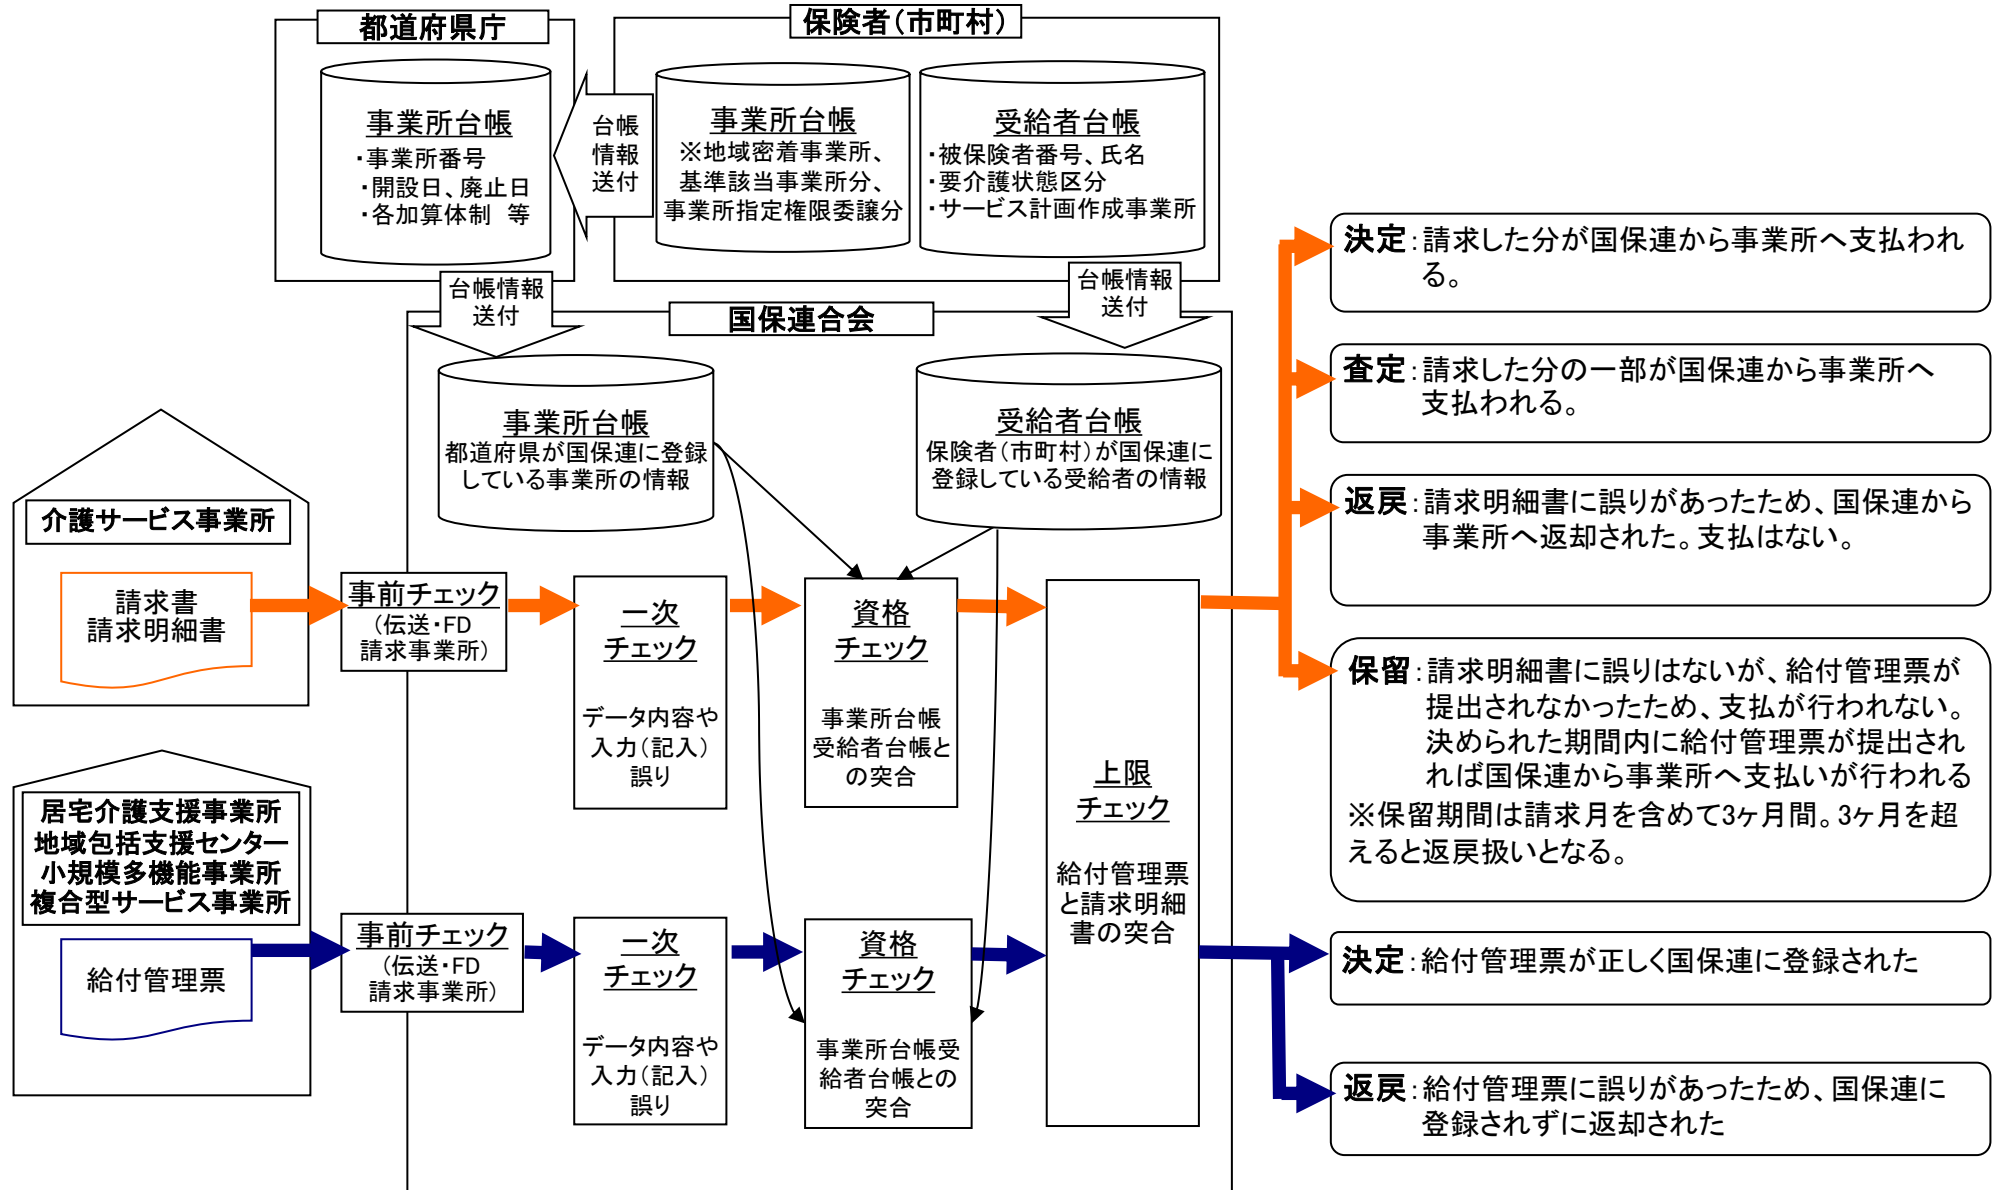 都道府県庁
事業所台帳
・事業所番号
・開設日、廃止日
・各加算体制　等
台帳
情報
送付
保険者（市町村）
事業所台帳
※地域密着事業所、
基準該当事業所分、
事業所指定権限委譲分
受給者台帳
・被保険者番号、氏名
・要介護状態区分
・サービス計画作成事業所
台帳情報
送付
台帳情報
送付
国保連合会
事業所台帳
都道府県が国保連に登録
している事業所の情報
受給者台帳
保険者（市町村）が国保連に
登録している受給者の情報
介護サービス事業所
請求書
請求明細書
事前チェック
（伝送・FD
請求事業所）
一次
チェック
データ内容や
入力（記入）
誤り
資格
チェック
事業所台帳
受給者台帳と
の突合
上限
チェック
給付管理票
と請求明細
書の突合
居宅介護支援事業所
地域包括支援センター
小規模多機能事業所
複合型サービス事業所
給付管理票
事前チェック
（伝送・FD
請求事業所）
一次
チェック
データ内容や
入力（記入）
誤り
資格
チェック
事業所台帳受
給者台帳との
突合
決定：請求した分が国保連から事業所へ支払われ
る。
査定：請求した分の一部が国保連から事業所へ
支払われる。
返戻：請求明細書に誤りがあったため、国保連から
事業所へ返却された。支払はない。
保留：請求明細書に誤りはないが、給付管理票が
提出されなかったため、支払が行われない。
決められた期間内に給付管理票が提出され
れば国保連から事業所へ支払いが行われる
※保留期間は請求月を含めて3ヶ月間。3ヶ月を超
えると返戻扱いとなる。
決定：給付管理票が正しく国保連に登録された
返戻：給付管理票に誤りがあったため、国保連に
登録されずに返却された